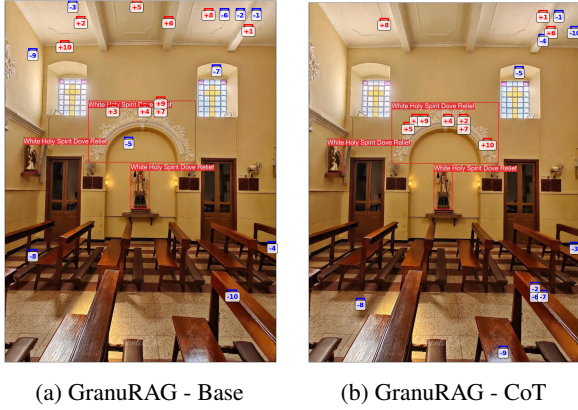 -3 +5 +8 -6 -2 -1
+2 +6 +1
+10
-9
-7
White Holy Spirit Dove Relief
+9
+3 +4 +7
-5
White Holy Spirit Dove Relief
White Holy Spirit Dove Relief
-4
-8
-10
(a) GranuRAG - Base
+8 +1 -1
+6 -10
-4
-5
White Holy Spirit Dove Relief
+9 +4 +2
+5 +7
White Holy Spirit Dove Relief
+10
White Holy Spirit Dove Relief
-3
-2
-6 -7
-8
-9
(b) GranuRAG - CoT